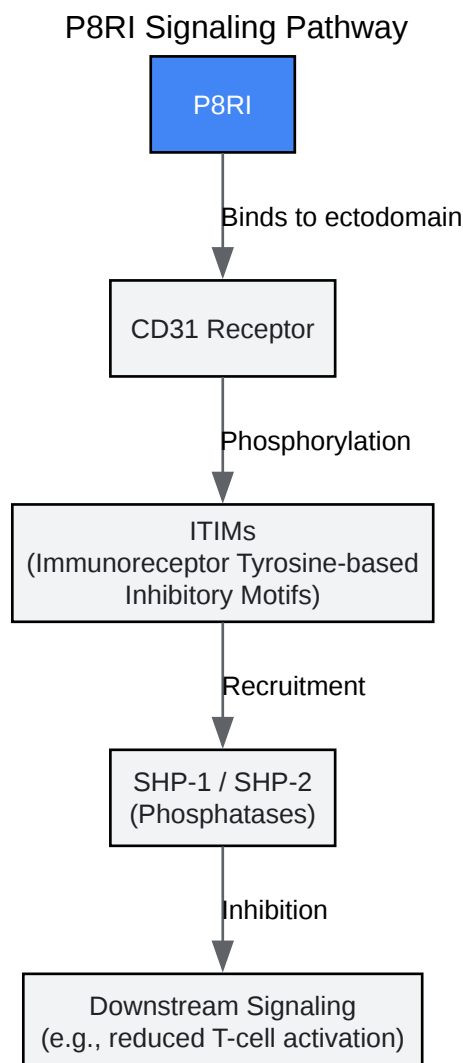 P8RI Signaling Pathway
P8RI
Binds to ectodomain
CD31 Receptor
Phosphorylation
ITIMs
(Immunoreceptor Tyrosine-based
Inhibitory Motifs)
Recruitment
SHP-1 / SHP-2
(Phosphatases)
Inhibition
Downstream Signaling
(e.g., reduced T-cell activation)